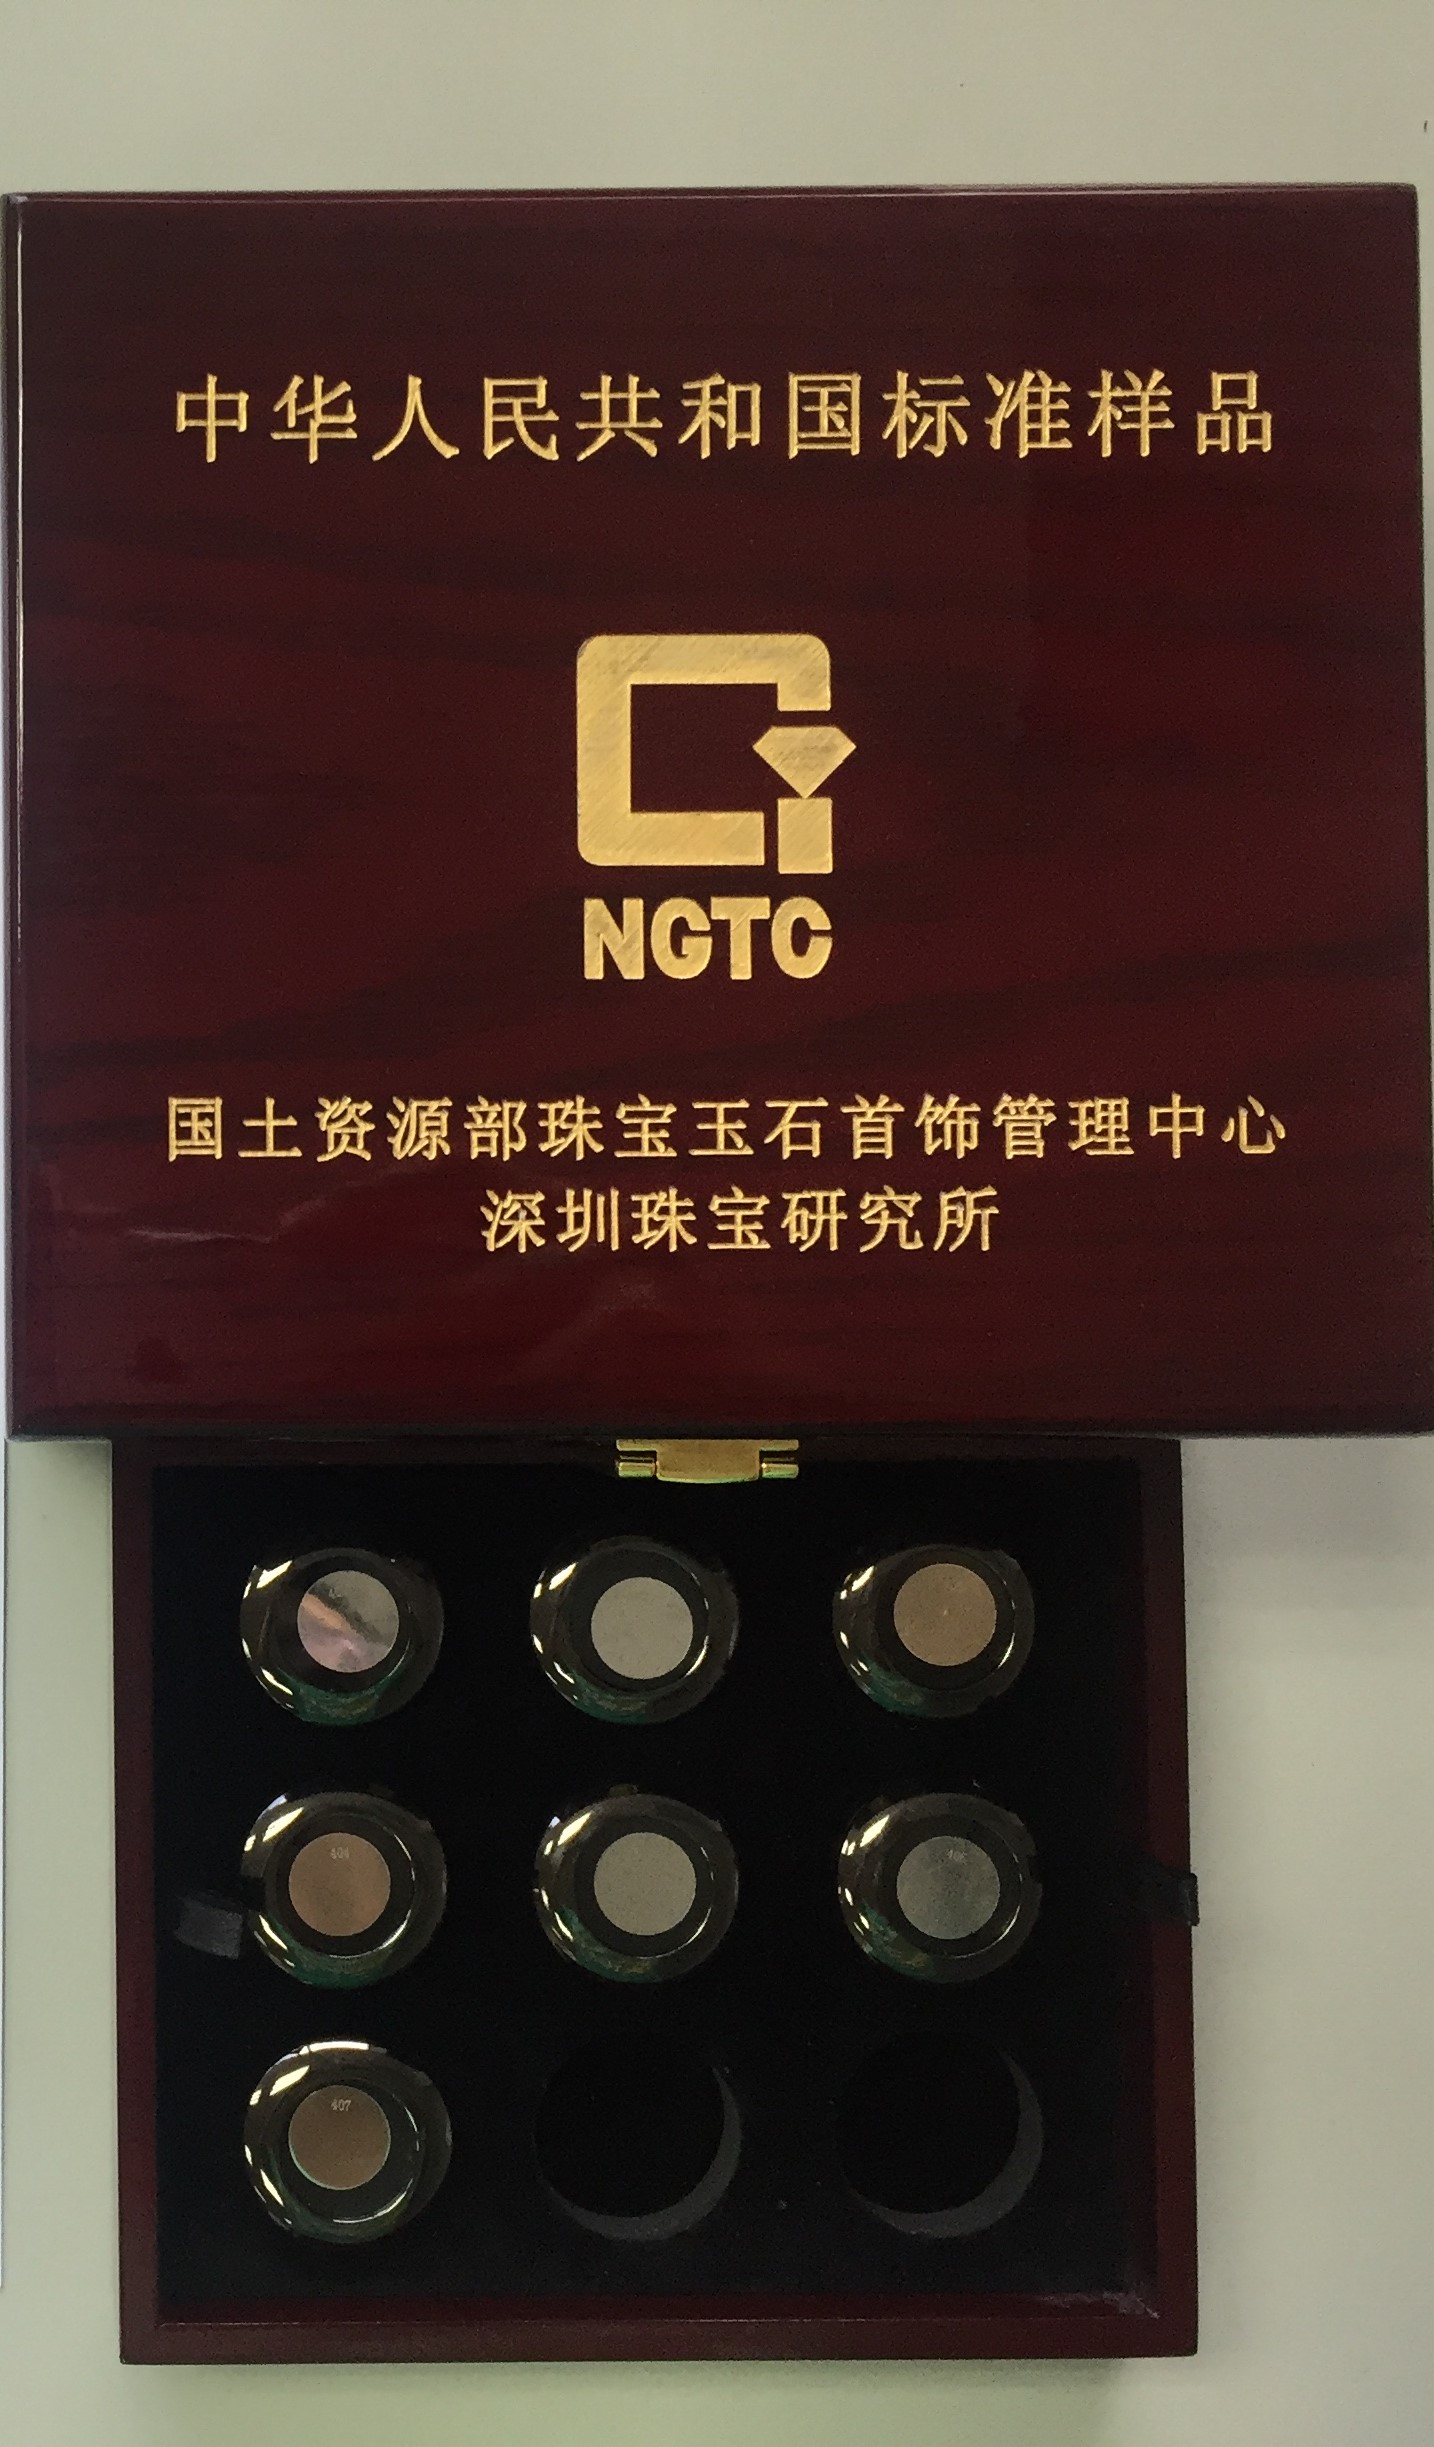 中华人民共和国标准样品
NGTC
国土资源部珠宝玉石首饰管理中心
深圳珠宝研究所
404
407